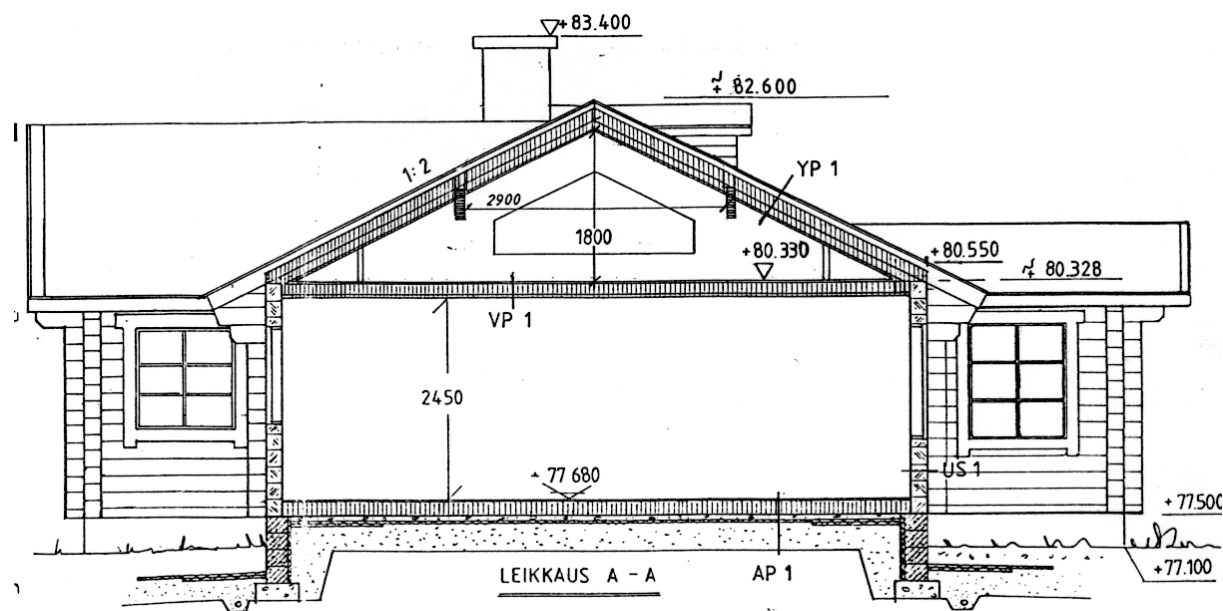 +83.400
+ 82.600
1:2
YP 1
2900
1800
+80.330
+80.550
+ 80.328
VP 1
2450
+ 77 680
US 1
+77.500
LEIKKAUS A - A
AP 1
+77.100